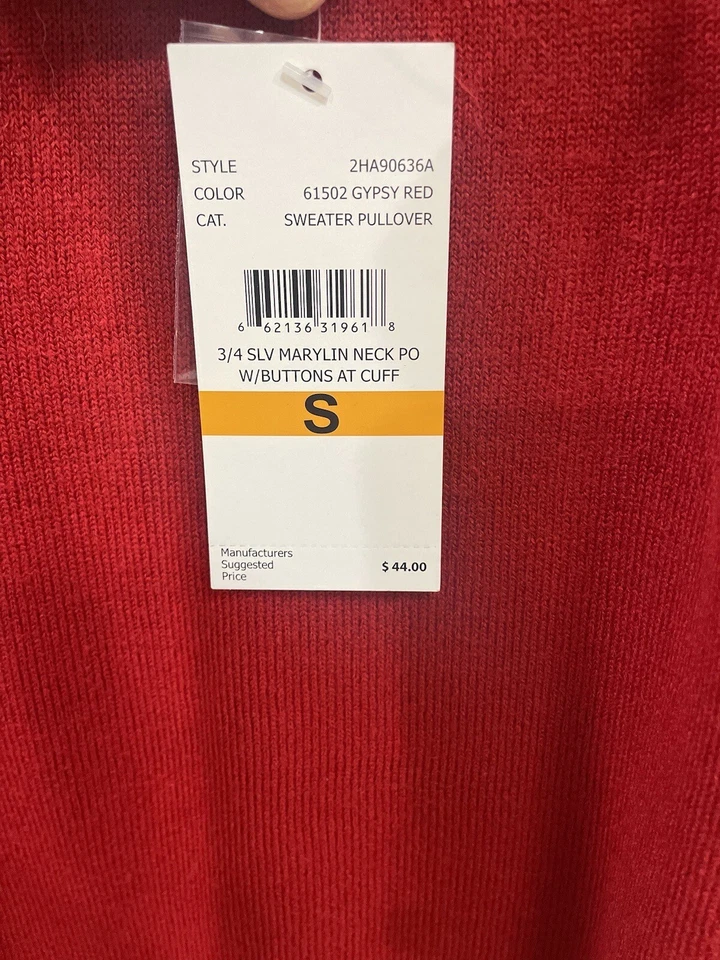 STYLE 2HA90636A
COLOR 61502 GYPSY RED
CAT. SWEATER PULLOVER
6 62136 31961 8
3/4 SLV MARYLIN NECK PO
W/BUTTONS AT CUFF
S
Manufacturers
Suggested
Price $ 44.00